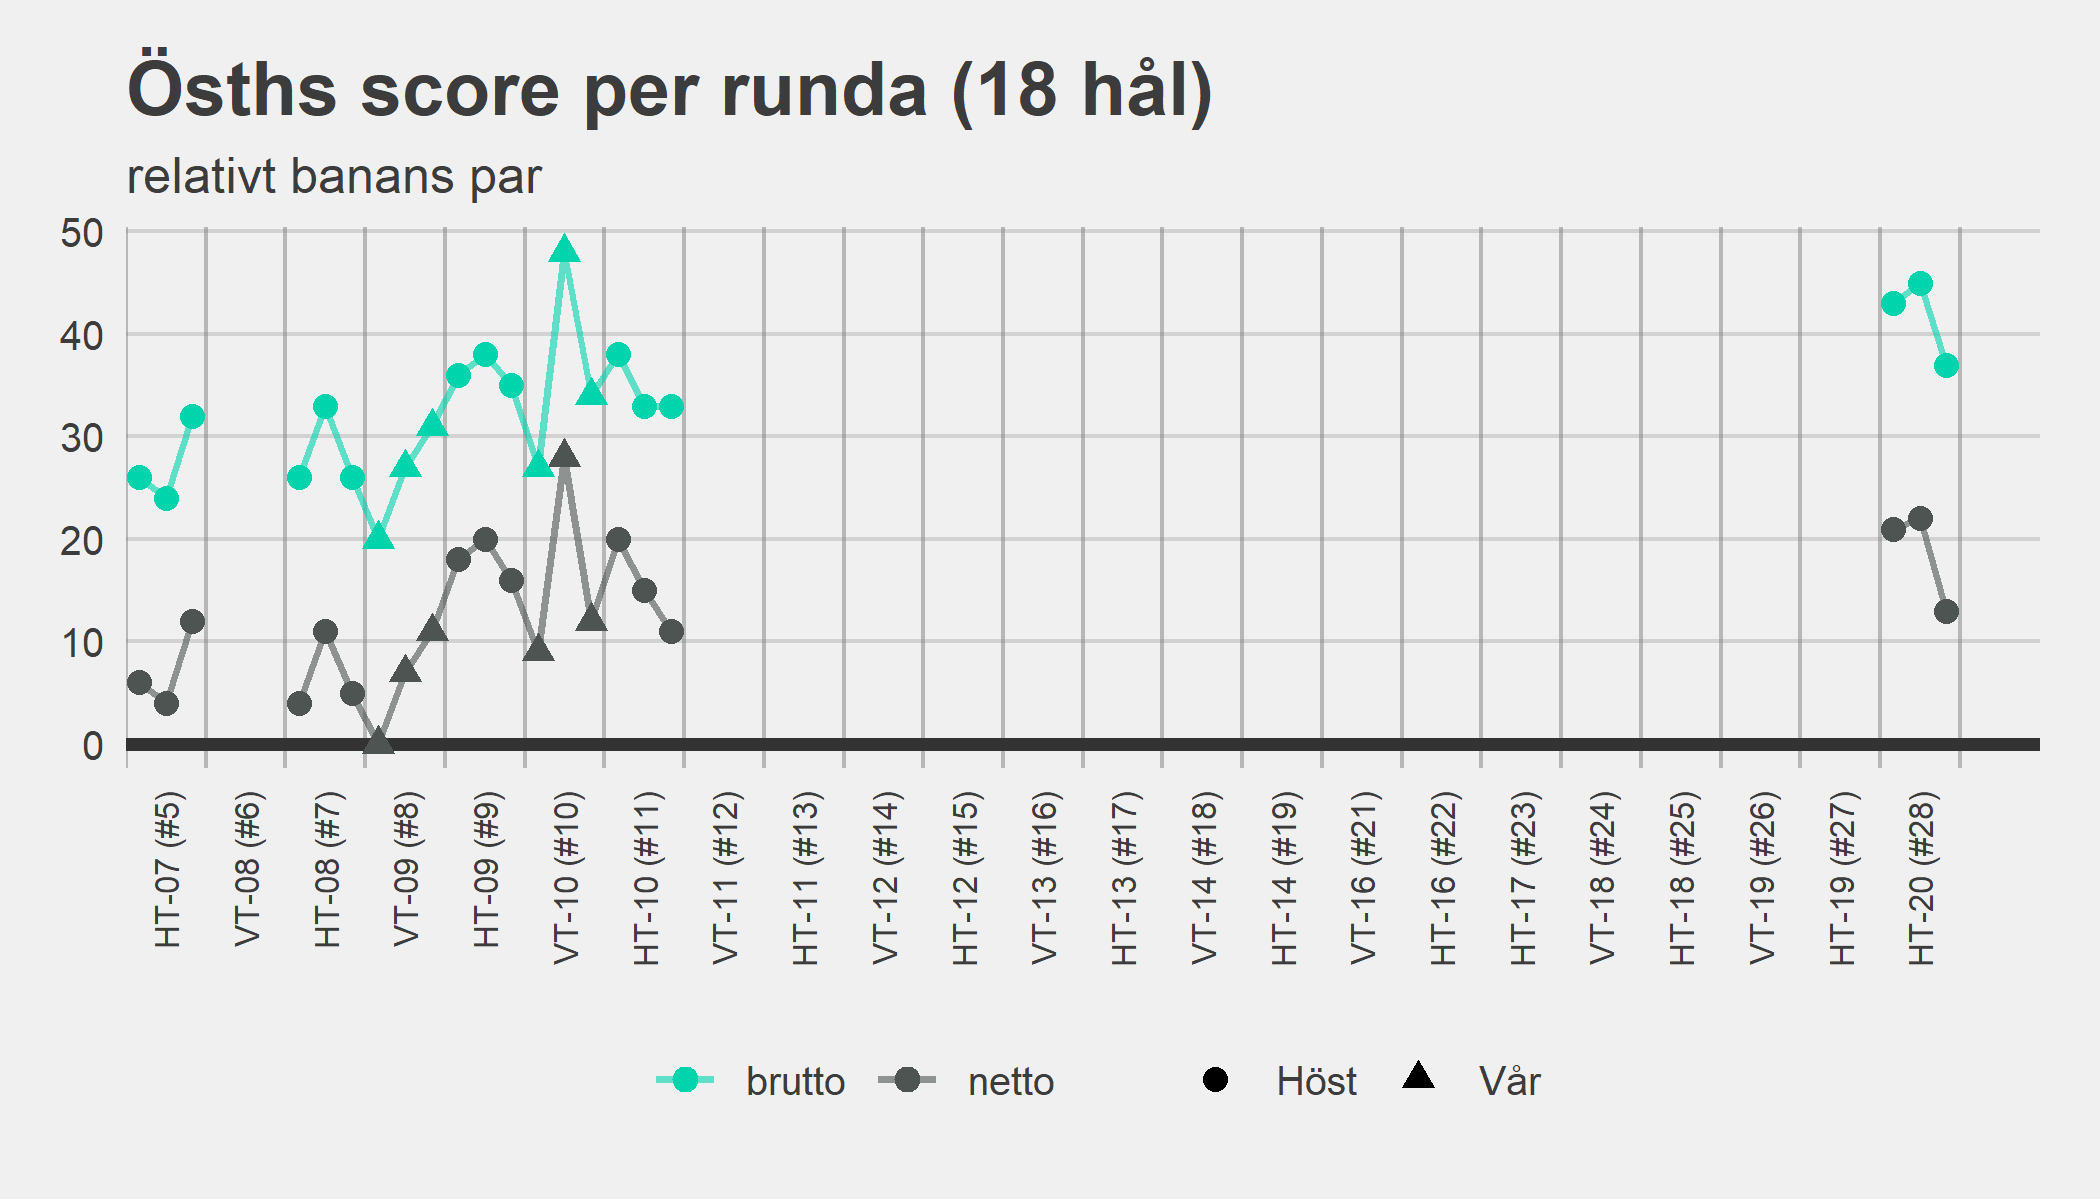 Ösths score per runda (18 hål)
relativt banans par
50
40
30
20
10
0
HT-07 (#5)
VT-08 (#6)
HT-08 (#7)
VT-09 (#8)
HT-09 (#9)
VT-10 (#10)
HT-10 (#11)
VT-11 (#12)
HT-11 (#13)
VT-12 (#14)
HT-12 (#15)
VT-13 (#16)
HT-13 (#17)
VT-14 (#18)
HT-14 (#19)
VT-16 (#21)
HT-16 (#22)
HT-17 (#23)
VT-18 (#24)
HT-18 (#25)
VT-19 (#26)
HT-19 (#27)
HT-20 (#28)
brutto netto Höst Vår